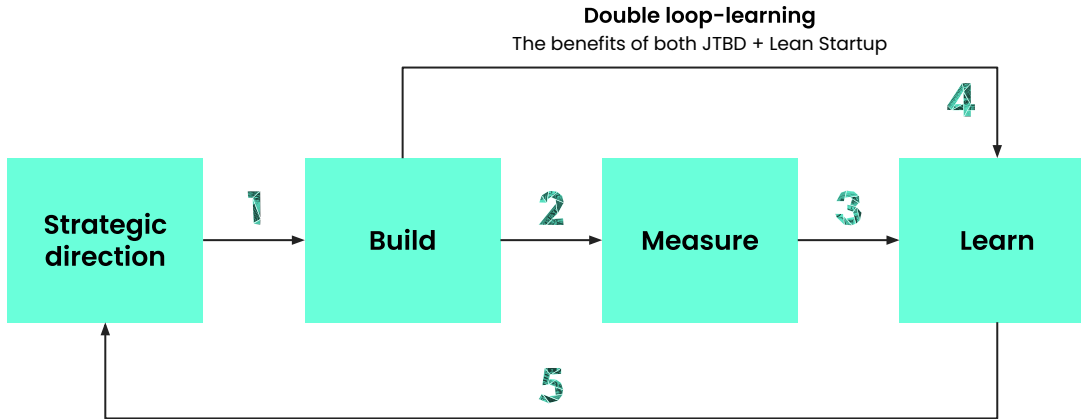 Double loop-learning
The benefits of both JTBD + Lean Startup
4
Strategic
direction
1
Build
2
Measure
3
Learn
5